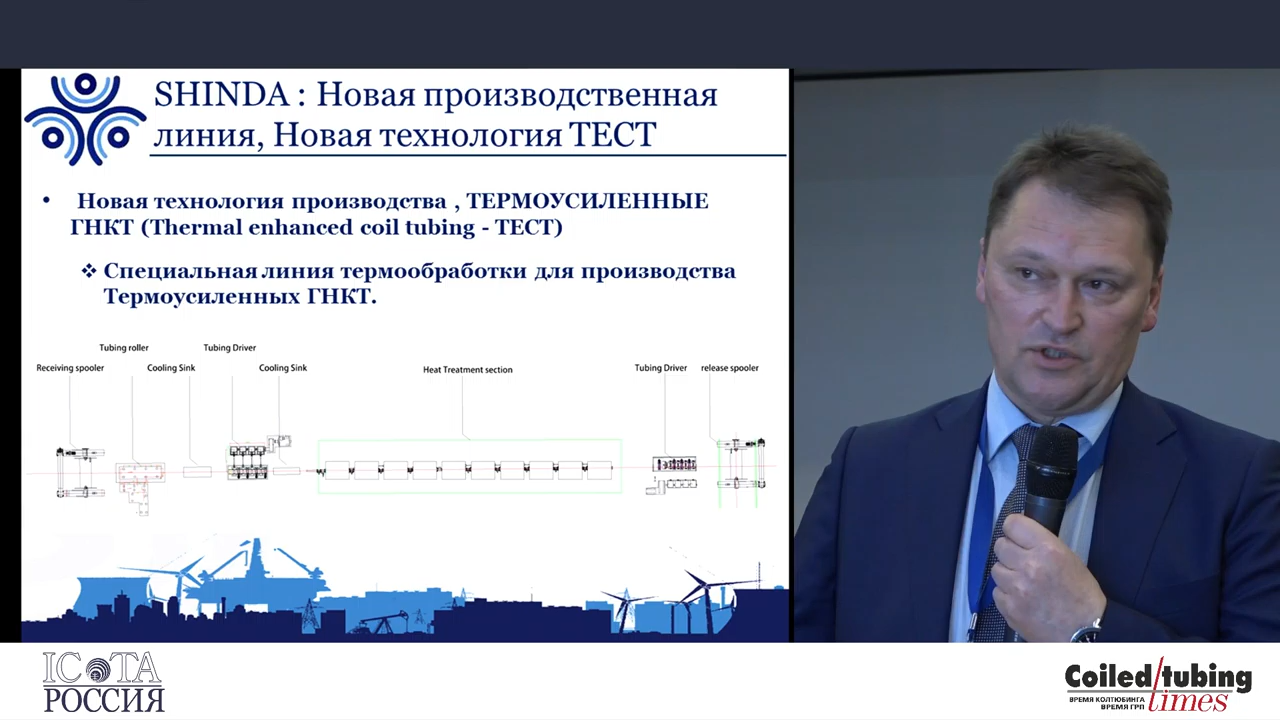 SHINDA : Новая производственная
линия, Новая технология ТЕСТ
• Новая технология производства , ТЕРМОУСИЛЕННЫЕ
ГНКТ (Thermal enhanced coil tubing - ТЕСТ)
❖ Специальная линия термообработки для производства
Термоусиленных ГНКТ.
Tubing roller
Tubing Driver
Receiving spooler
Cooling Sink
Cooling Sink
Heat Treatment section
Tubing Driver
release spooler
ICOTA
РОССИЯ
Coiled/tubing
ВРЕМЯ КОЛТЮБИНГА
ВРЕМЯ ГРП
times